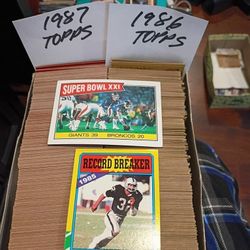 1987
TOPPS
1986
TOPPS
SUPER BOWL XXI
GIANTS 39 BRONCOS 20
RECORD BREAKER
1985